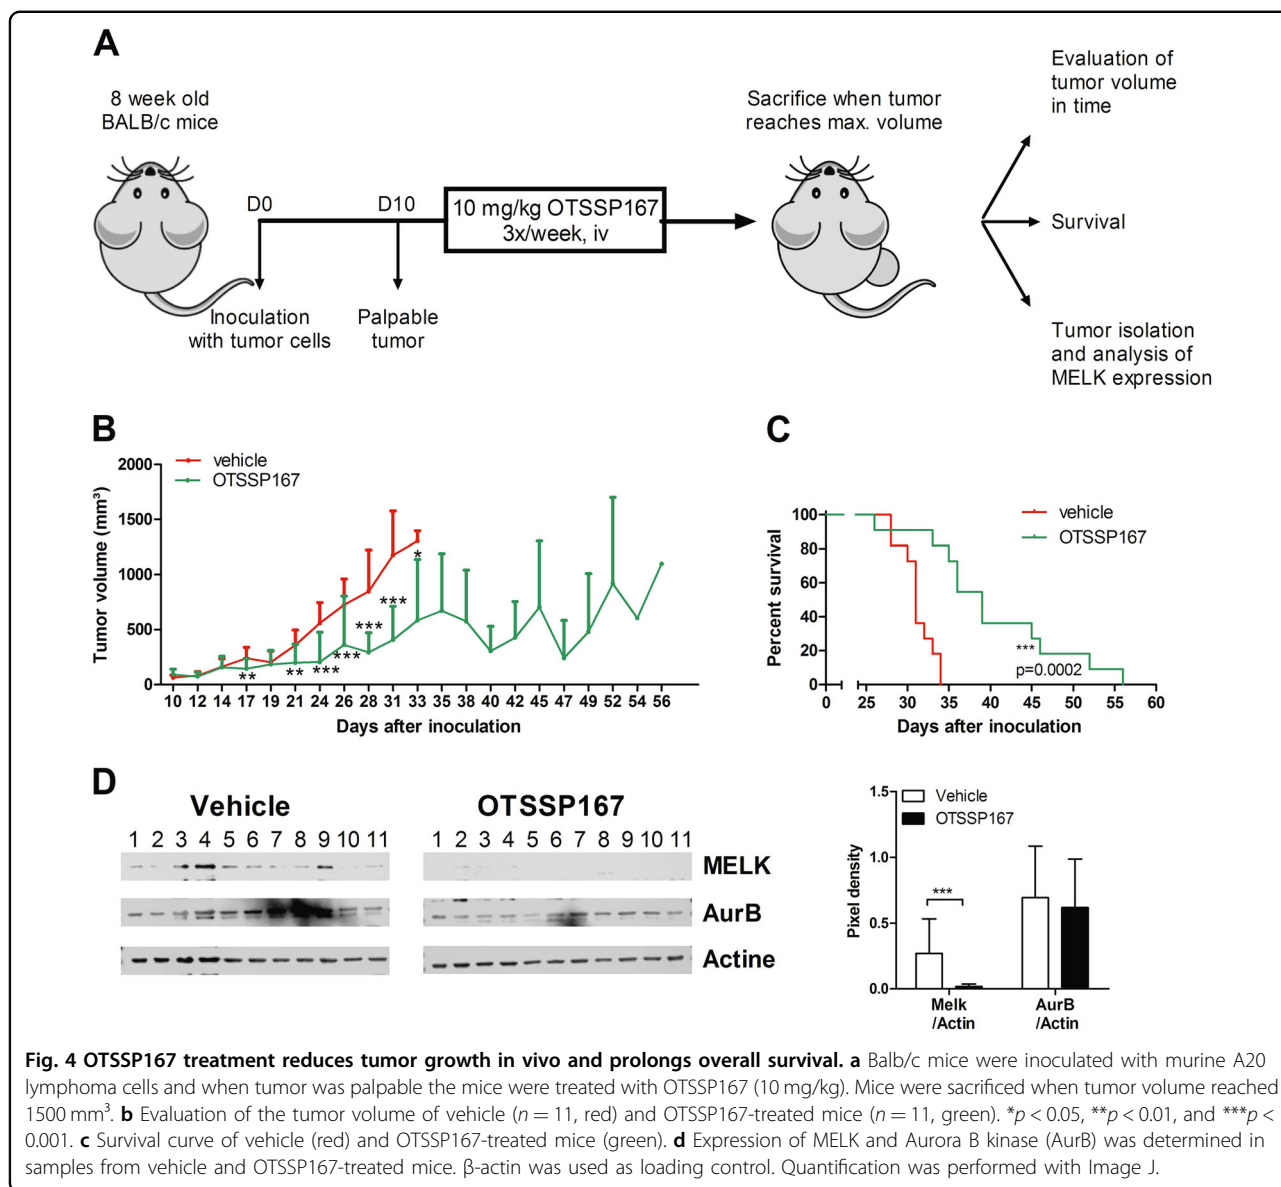 A
8 week old
BALB/c mice
D0
D10
10 mg/kg OTSSP167
3x/week, iv
Inoculation
with tumor cells
Palpable
tumor
Sacrifice when tumor
reaches max. volume
Evaluation of
tumor volume
in time
Survival
Tumor isolation
and analysis of
MELK expression
B
vehicle
OTSSP167
Tumor volume (mm³)
2000
1500
1000
500
0
** ** *** *** *** *** *
10 12 14 17 19 21 24 26 28 31 33 35 38 40 42 45 47 49 52 54 56
Days after inoculation
C
vehicle
OTSSP167
Percent survival
100
80
60
40
20
0
***
p=0.0002
0 25 30 35 40 45 50 55 60
Days after inoculation
D
Vehicle
1 2 3 4 5 6 7 8 9 10 11
OTSSP167
1 2 3 4 5 6 7 8 9 10 11
MELK
AurB
Actine
Vehicle
OTSSP167
Pixel density
1.5
1.0
0.5
0.0
***
Melk
/Actin
AurB
/Actin
Fig. 4 OTSSP167 treatment reduces tumor growth in vivo and prolongs overall survival. a Balb/c mice were inoculated with murine A20
lymphoma cells and when tumor was palpable the mice were treated with OTSSP167 (10 mg/kg). Mice were sacrificed when tumor volume reached
1500 mm³. b Evaluation of the tumor volume of vehicle (n = 11, red) and OTSSP167-treated mice (n = 11, green). *p < 0.05, **p < 0.01, and ***p <
0.001. c Survival curve of vehicle (red) and OTSSP167-treated mice (green). d Expression of MELK and Aurora B kinase (AurB) was determined in
samples from vehicle and OTSSP167-treated mice. β-actin was used as loading control. Quantification was performed with Image J.